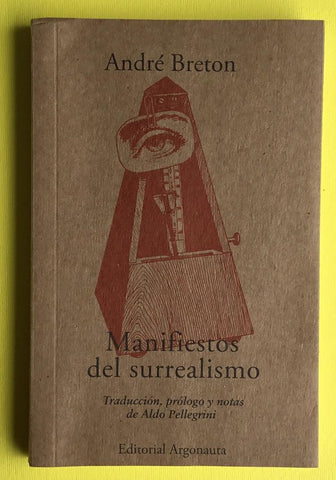 André Breton
Manifiestos
del surrealismo
Traducción, prólogo y notas
de Aldo Pellegrini
Editorial Argonauta